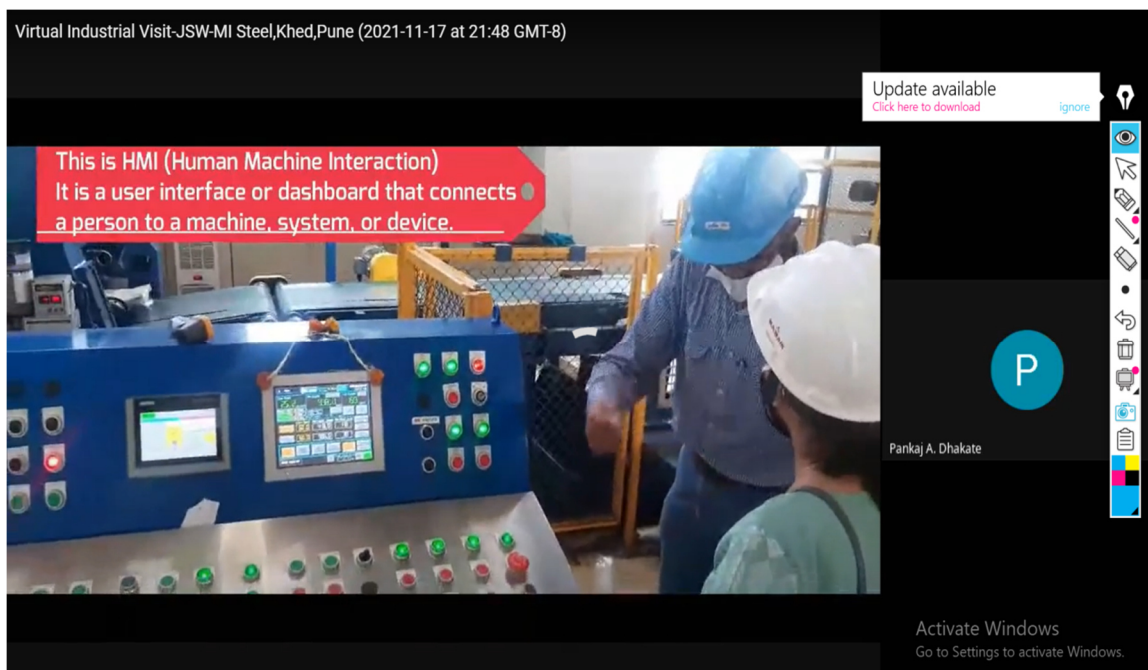 Virtual Industrial Visit-JSW-MI Steel,Khed,Pune (2021-11-17 at 21:48 GMT-8)
Update available
Click here to download
ignore
This is HMI (Human Machine Interaction)
It is a user interface or dashboard that connects
a person to a machine, system, or device.
P
Pankaj A. Dhakate
Activate Windows
Go to Settings to activate Windows.